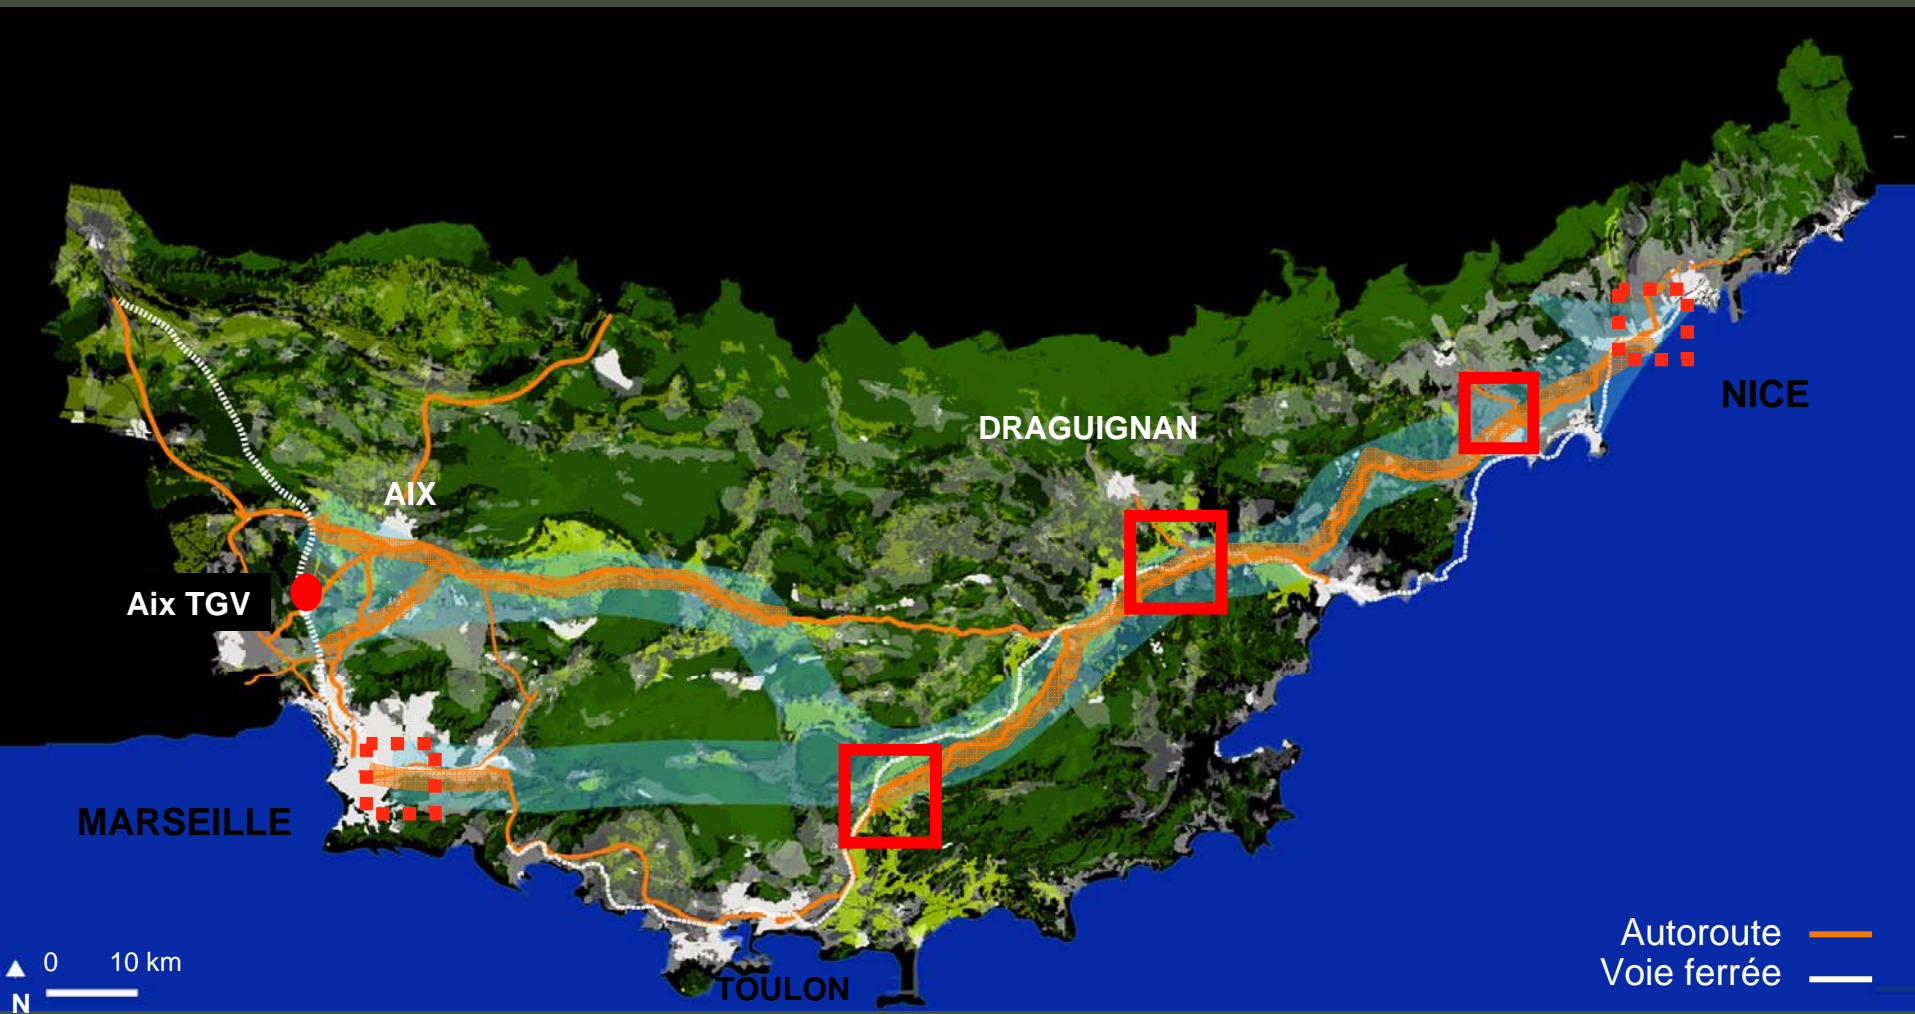 NICE
DRAGUIGNAN
AIX
Aix TGV
MARSEILLE
TOULON
0 10 km
N
Autoroute
Voie ferrée